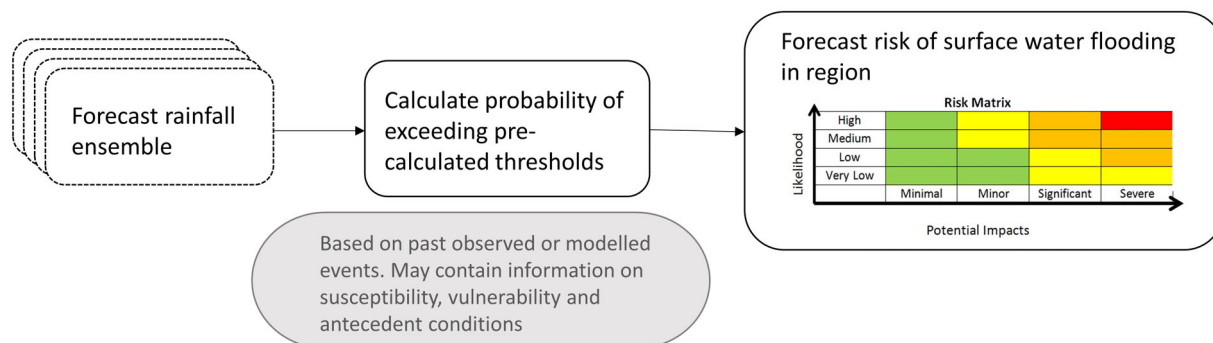 Forecast rainfall
ensemble
Calculate probability of
exceeding pre-
calculated thresholds
Based on past observed or modelled
events. May contain information on
susceptibility, vulnerability and
antecedent conditions
Forecast risk of surface water flooding
in region
Risk Matrix
High
Medium
Low
Very Low
Likelihood
Minimal Minor Significant Severe
Potential Impacts